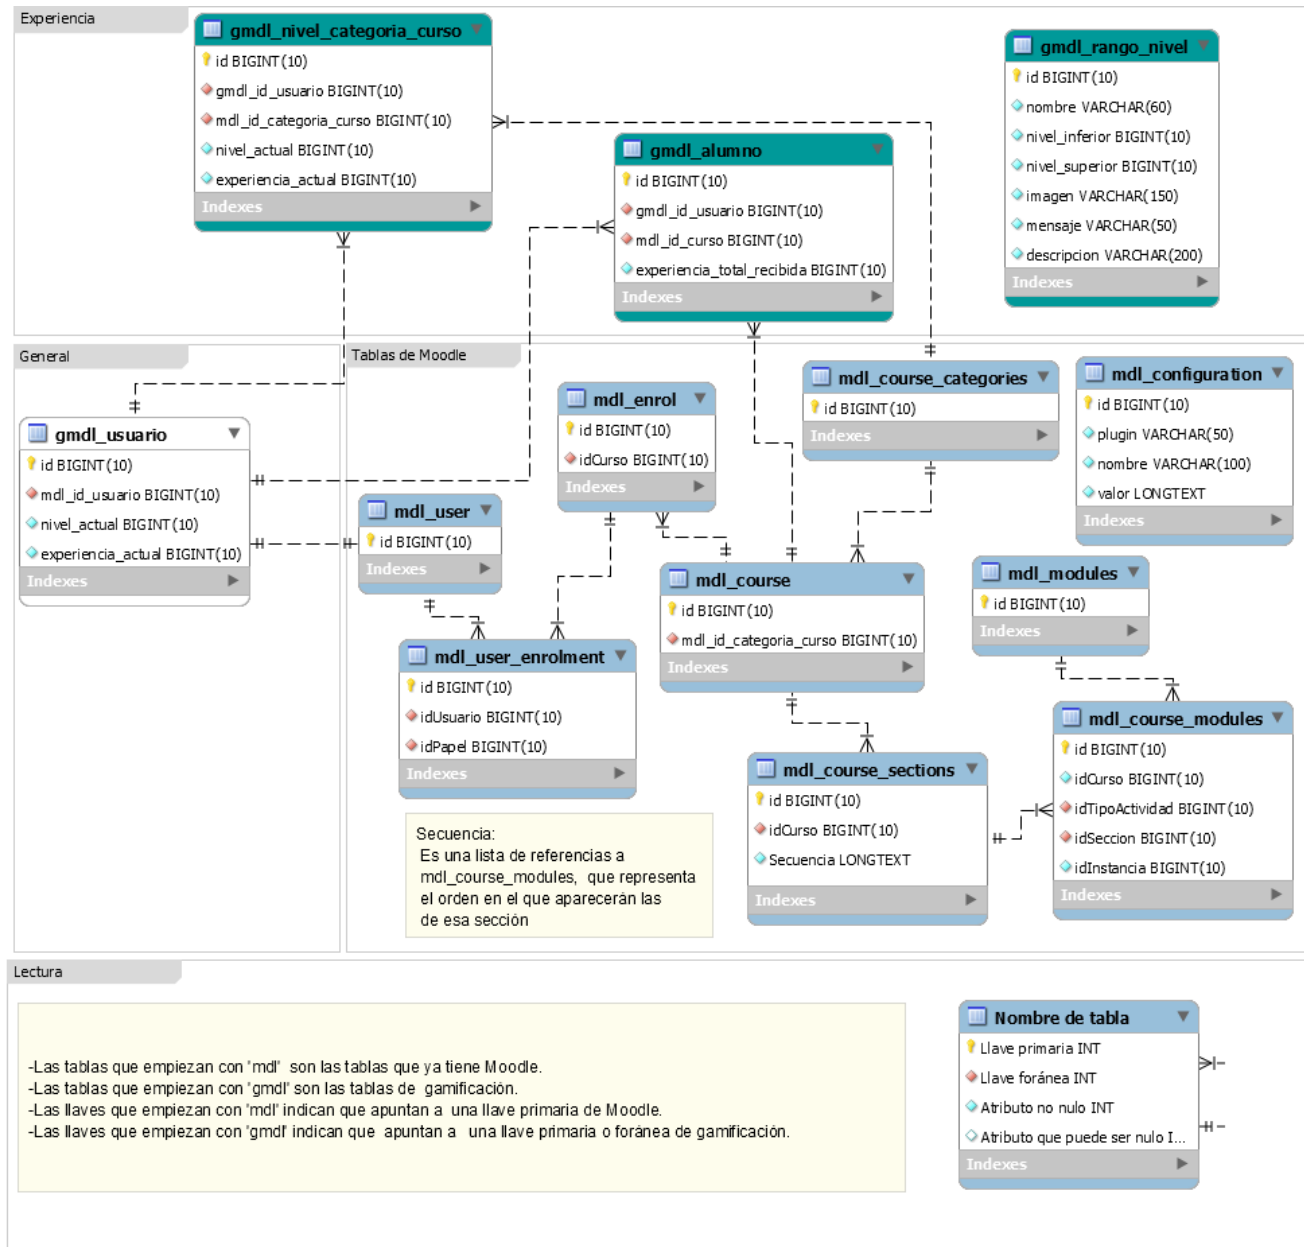 Experiencia
gmdl_nivel_categoria_curso
id BIGINT(10)
gmdl_id_usuario BIGINT(10)
mdl_id_categoria_curso BIGINT(10)
nivel_actual BIGINT(10)
experiencia_actual BIGINT(10)
Indexes
gmdl_alumno
id BIGINT(10)
gmdl_id_usuario BIGINT(10)
mdl_id_curso BIGINT(10)
experiencia_total_recibida BIGINT(10)
Indexes
gmdl_rango_nivel
id BIGINT(10)
nombre VARCHAR(60)
nivel_inferior BIGINT(10)
nivel_superior BIGINT(10)
imagen VARCHAR(150)
mensaje VARCHAR(50)
descripcion VARCHAR(200)
Indexes
General
gmdl_usuario
id BIGINT(10)
mdl_id_usuario BIGINT(10)
nivel_actual BIGINT(10)
experiencia_actual BIGINT(10)
Indexes
Tablas de Moodle
mdl_enrol
id BIGINT(10)
idCurso BIGINT(10)
Indexes
mdl_course_categories
id BIGINT(10)
Indexes
mdl_configuration
id BIGINT(10)
plugin VARCHAR(50)
nombre VARCHAR(100)
valor LONGTEXT
Indexes
mdl_user
id BIGINT(10)
Indexes
mdl_course
id BIGINT(10)
mdl_id_categoria_curso BIGINT(10)
Indexes
mdl_modules
id BIGINT(10)
Indexes
mdl_user_enrolment
id BIGINT(10)
idUsuario BIGINT(10)
idPapel BIGINT(10)
Indexes
mdl_course_sections
id BIGINT(10)
idCurso BIGINT(10)
Secuencia LONGTEXT
Indexes
mdl_course_modules
id BIGINT(10)
idCurso BIGINT(10)
idTipoActividad BIGINT(10)
idSeccion BIGINT(10)
idInstancia BIGINT(10)
Indexes
Secuencia:
Es una lista de referencias a
mdl_course_modules, que representa
el orden en el que aparecerán las
de esa sección
Lectura
-Las tablas que empiezan con 'mdl' son las tablas que ya tiene Moodle.
-Las tablas que empiezan con 'gmdl' son las tablas de gamificación.
-Las llaves que empiezan con 'mdl' indican que apuntan a una llave primaria de Moodle.
-Las llaves que empiezan con 'gmdl' indican que apuntan a una llave primaria o foránea de gamificación.
Nombre de tabla
Llave primaria INT
Llave foránea INT
Atributo no nulo INT
Atributo que puede ser nulo I...
Indexes